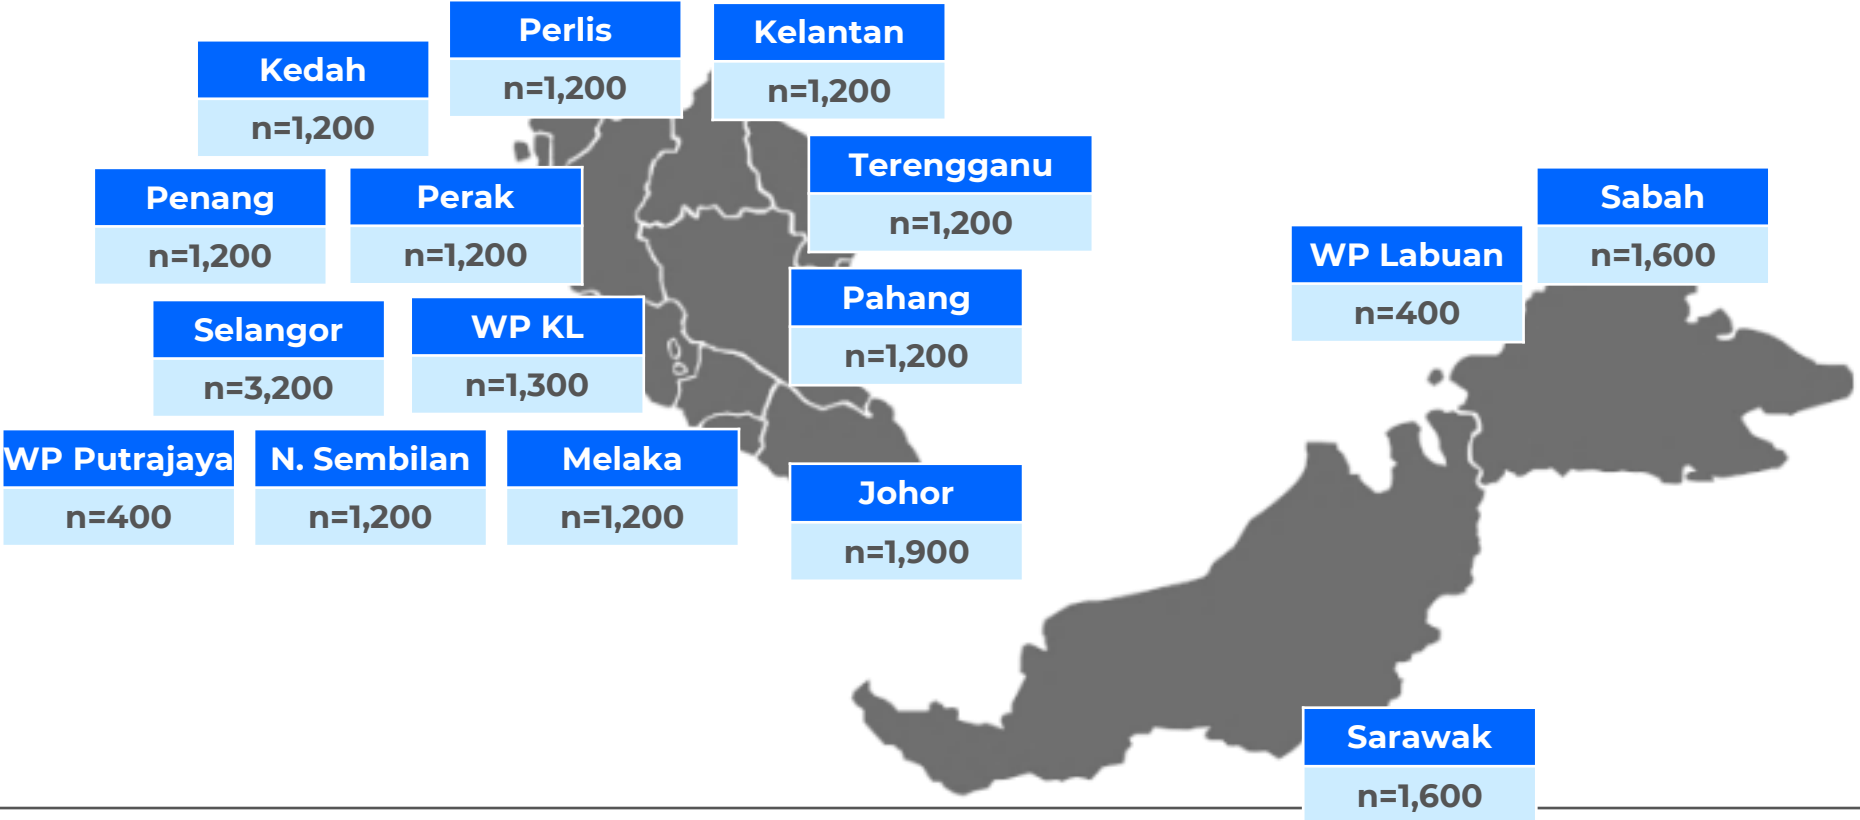 Perlis
n=1,200
Kelantan
n=1,200
Kedah
n=1,200
Terengganu
n=1,200
Penang
n=1,200
Perak
n=1,200
Sabah
n=1,600
WP Labuan
n=400
Pahang
n=1,200
Selangor
n=3,200
WP KL
n=1,300
WP Putrajaya
n=400
N. Sembilan
n=1,200
Melaka
n=1,200
Johor
n=1,900
Sarawak
n=1,600